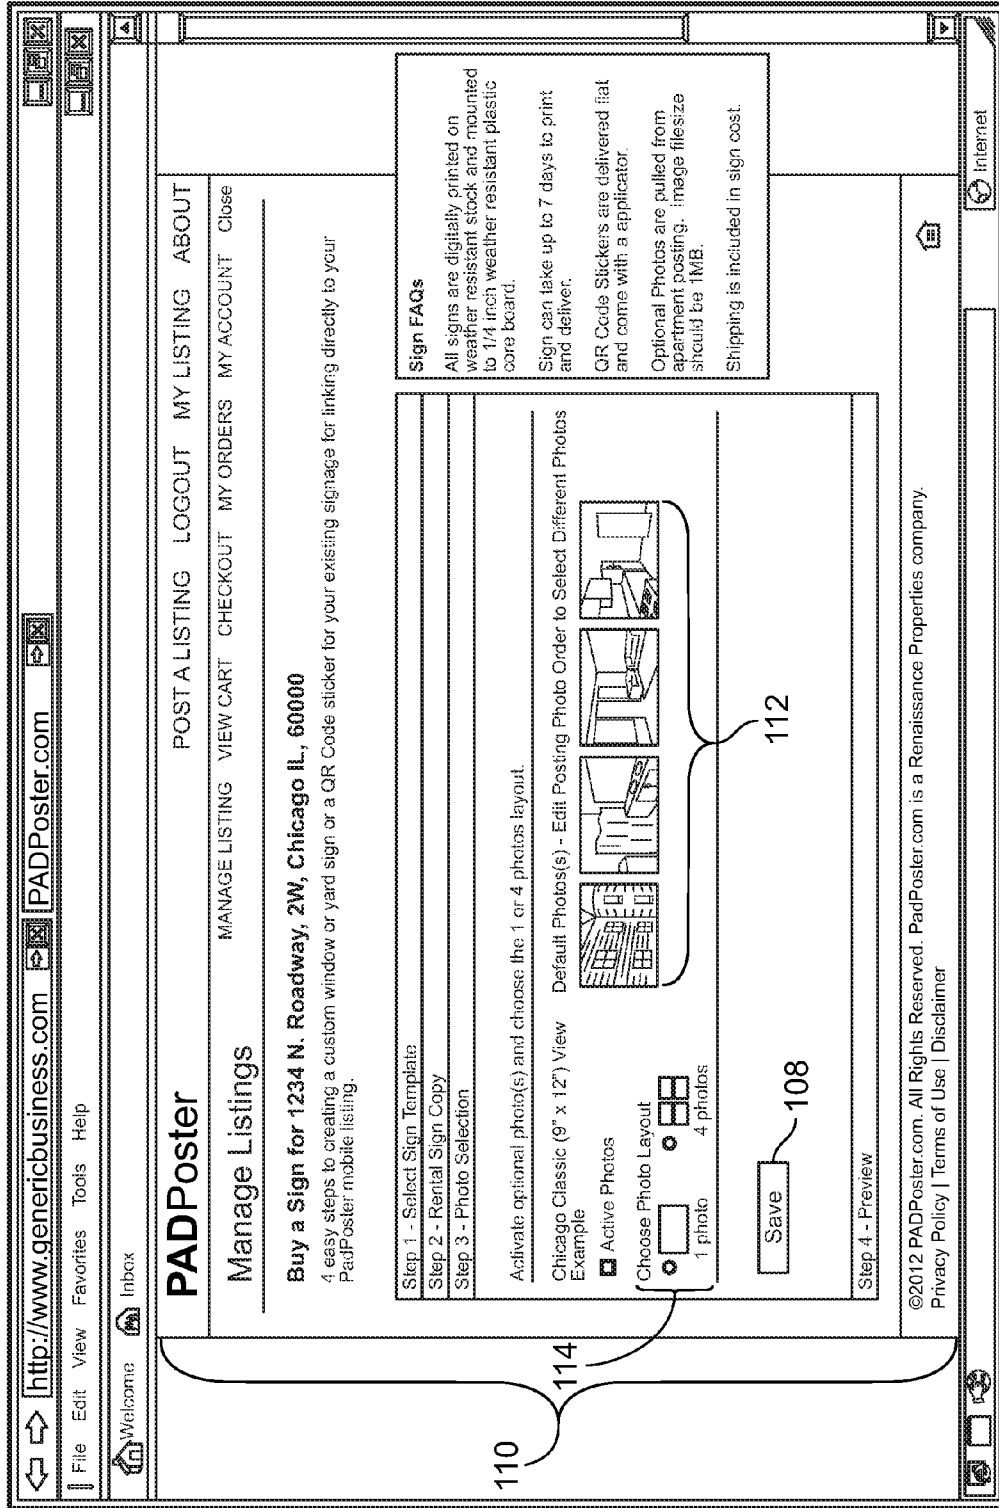 http://www.genericbusiness.com PADPoster.com
File Edit View Favorites Tools Help
Welcome Inbox
PADPoster
POST A LISTING LOGOUT MY LISTING ABOUT
Manage Listings
MANAGE LISTING VIEW CART CHECKOUT MY ORDERS MY ACCOUNT Close
Buy a Sign for 1234 N. Roadway, 2W, Chicago IL, 60000
4 easy steps to creating a custom window or yard sign or a QR Code sticker for your existing signage for linking directly to your
PadPoster mobile listing.
Step 1 - Select Sign Template
Step 2 - Rental Sign Copy
Step 3 - Photo Selection
Activate optional photo(s) and choose the 1 or 4 photos layout.
Chicago Classic (9" x 12") View
Example
Default Photos(s) - Edit Posting Photo Order to Select Different Photos
Active Photos
Choose Photo Layout
1 photo 4 photos
Save
Step 4 - Preview
Sign FAQs
All signs are digitally printed on
weather resistant stock and mounted
to 1/4 inch weather resistant plastic
core board.
Sign can take up to 7 days to print
and deliver.
QR Code Stickers are delivered flat
and come with a applicator.
Optional Photos are pulled from
apartment posting. image filesize
should be 1MB.
Shipping is included in sign cost.
©2012 PADPoster.com. All Rights Reserved. PadPoster.com is a Renaissance Properties company.
Privacy Policy | Terms of Use | Disclaimer
Internet
110
114
108
112